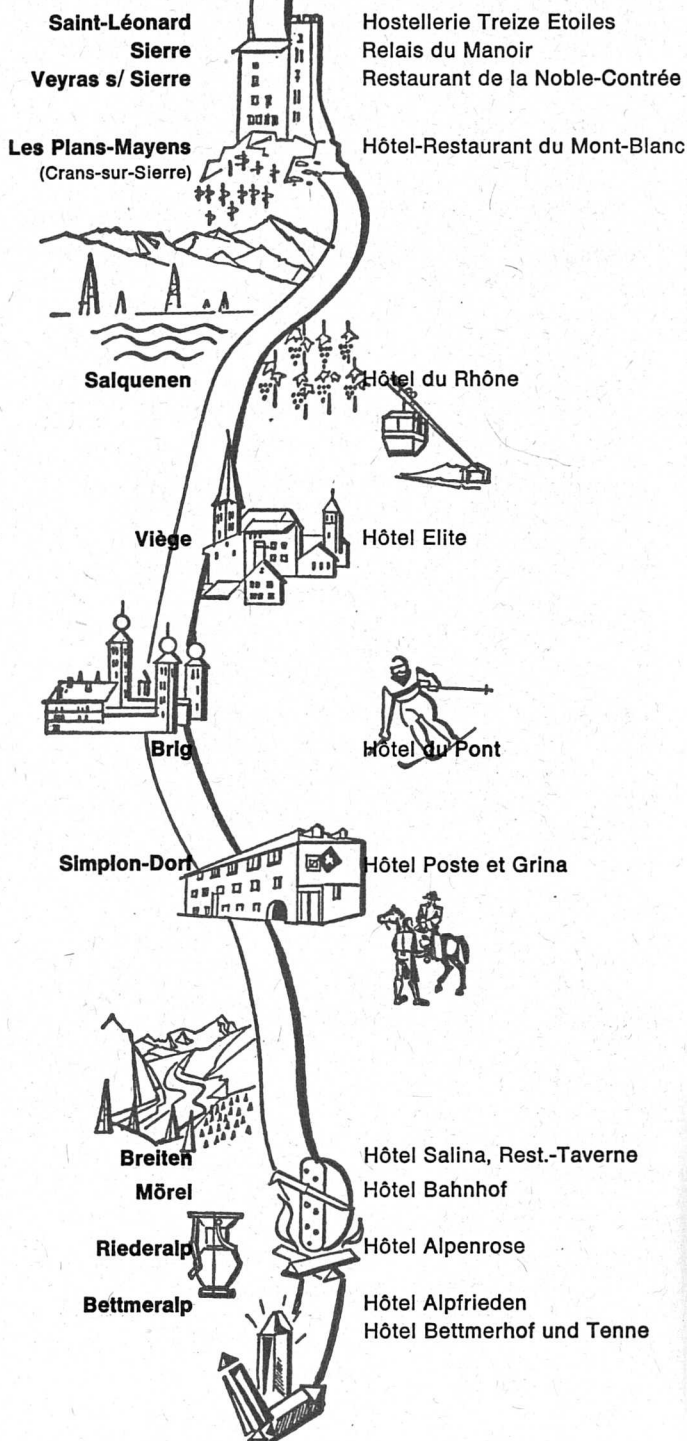 Saint-Léonard Hostellerie Treize Etoiles
Sierre Relais du Manoir
Veyras s/ Sierre Restaurant de la Noble-Contrée
Les Plans-Mayens Hôtel-Restaurant du Mont-Blanc
(Crans-sur-Sierre)
Salquenen Hôtel du Rhône
Viège Hôtel Elite
Brig Hôtel du Pont
Simplon-Dorf Hôtel Poste et Grina
Breiten Hôtel Salina, Rest.-Taverne
Mörel Hôtel Bahnhof
Riederalp Hôtel Alpenrose
Bettmeralp Hôtel Alpfrieden
Hôtel Bettmerhof und Tenne